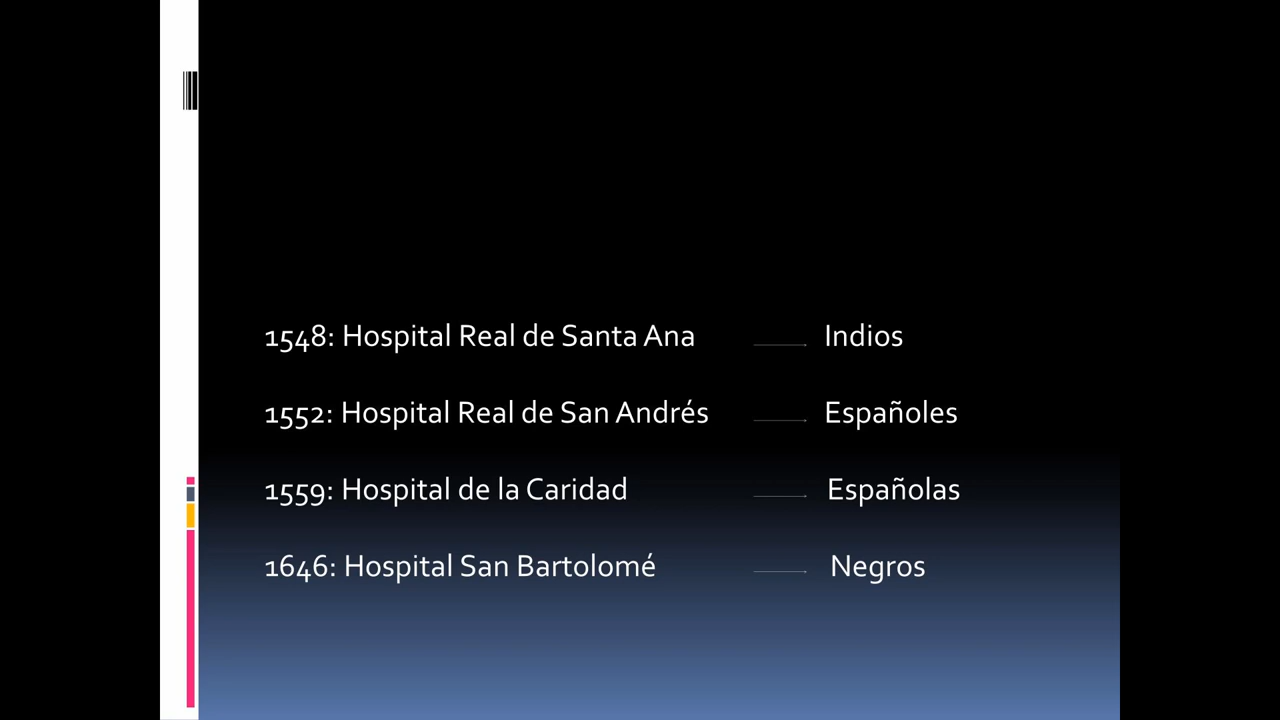 1548: Hospital Real de Santa Ana Indios
1552: Hospital Real de San Andrés Españoles
1559: Hospital de la Caridad Españolas
1646: Hospital San Bartolomé Negros